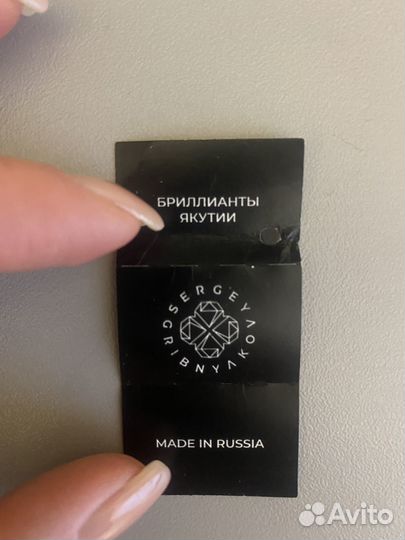 БРИЛЛИАНТЫ
ЯКУТИИ
SERGEY
GRIBNYAKOV
MADE IN RUSSIA
Avito